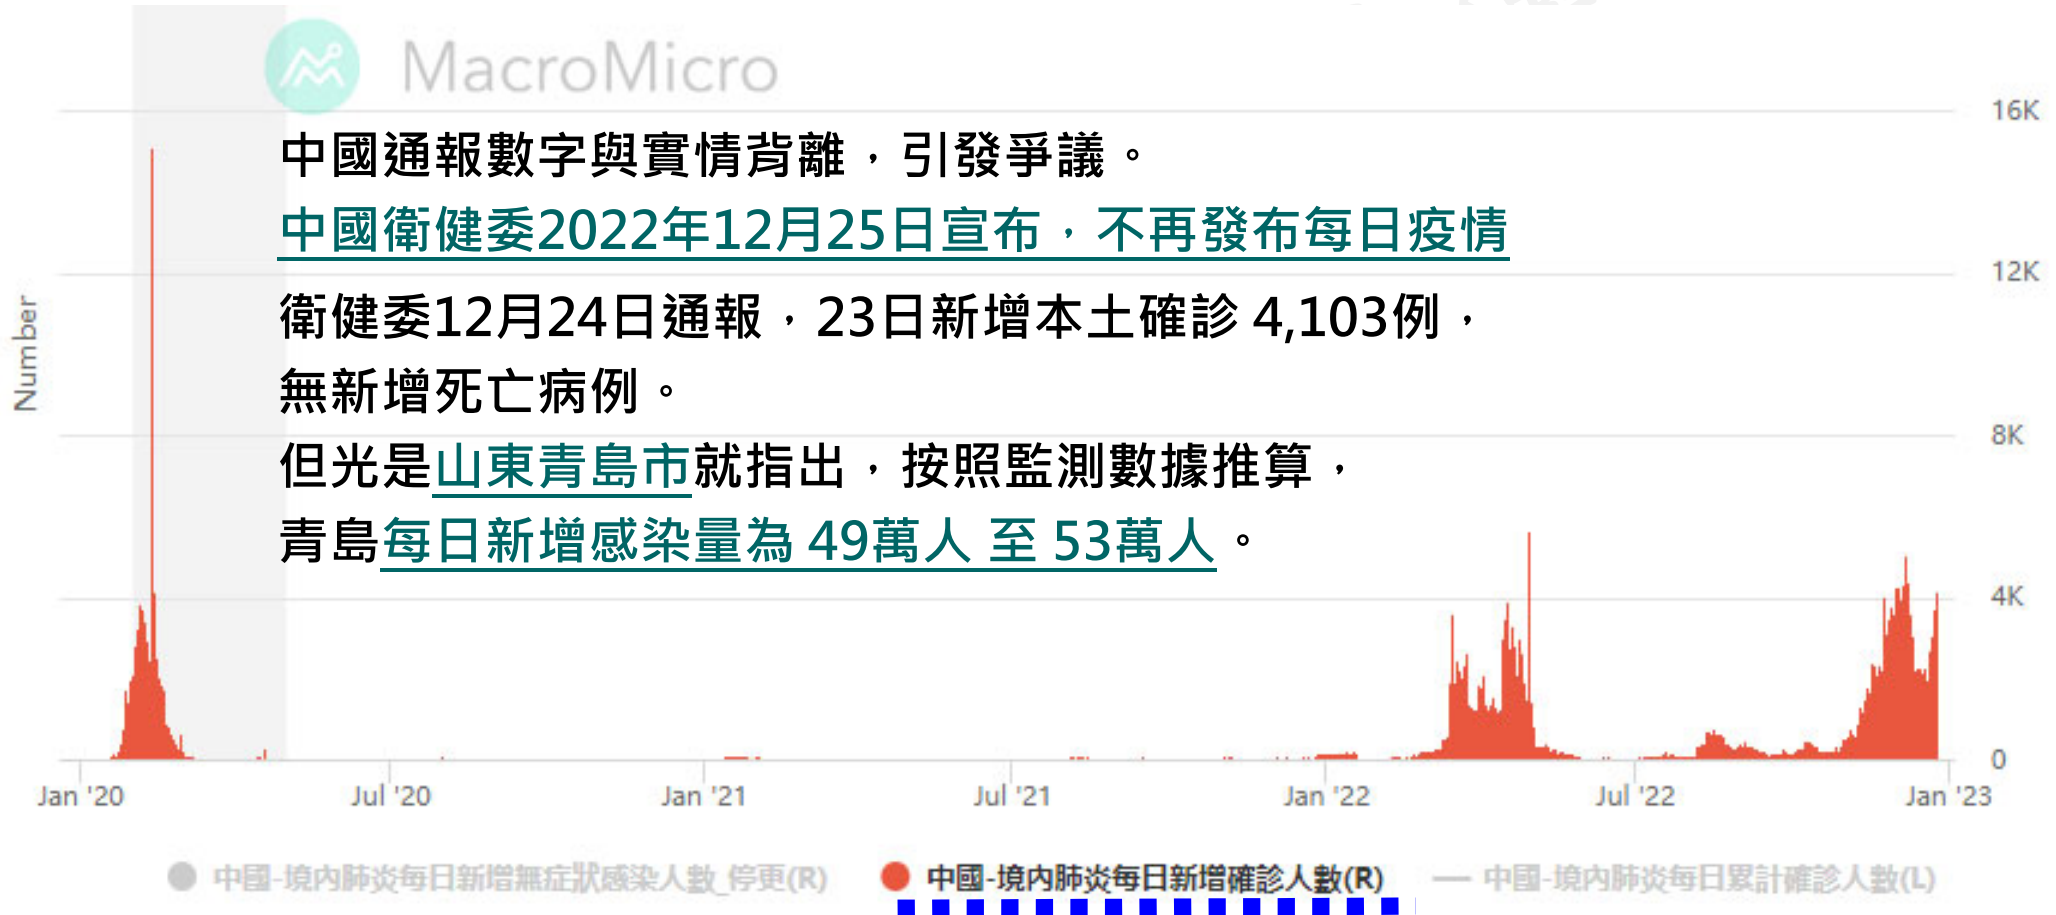 MacroMicro
16K
中國通報數字與實情背離，引發爭議。
中國衛健委2022年12月25日宣布，不再發布每日疫情
12K
衛健委12月24日通報，23日新增本土確診 4,103例，
無新增死亡病例。
Number
8K
但光是山東青島市就指出，按照監測數據推算，
青島每日新增感染量為 49萬人 至 53萬人。
4K
0
Jan '20 Jul '20 Jan '21 Jul '21 Jan '22 Jul '22 Jan '23
中國-境內肺炎每日新增無症狀感染人數_停更(R) 中國-境內肺炎每日新增確診人數(R) 中國-境內肺炎每日累計確診人數(L)